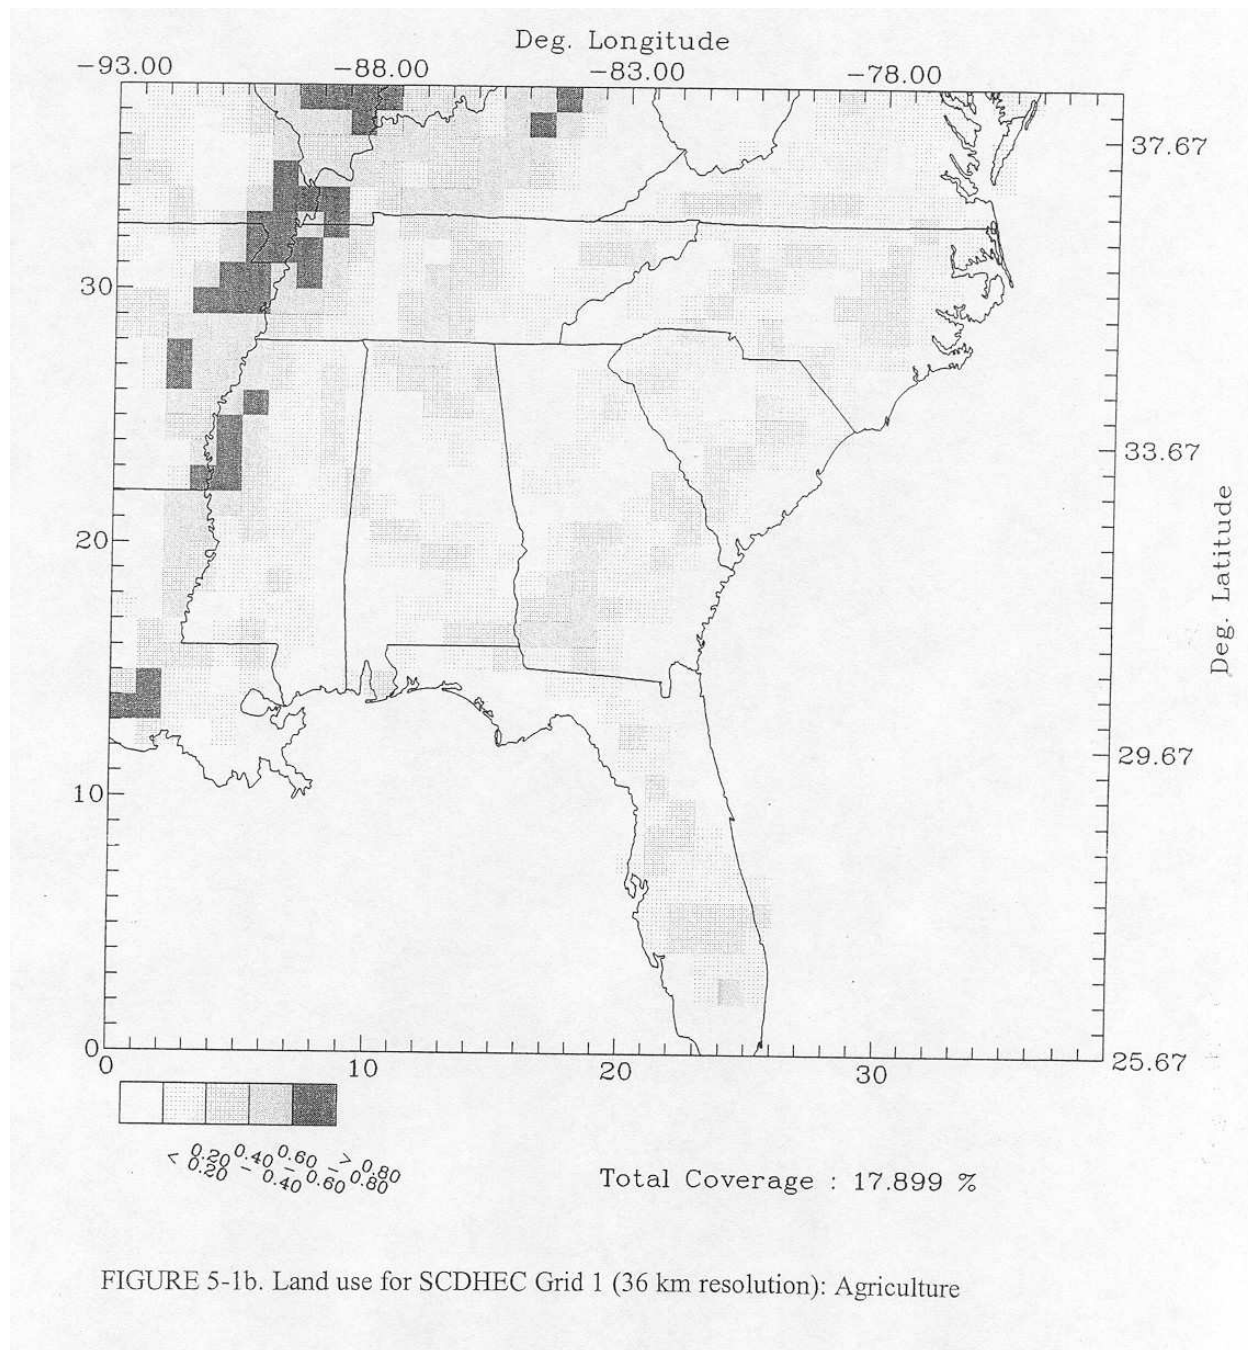 Deg. Longitude
-93.00 -88.00 -83.00 -78.00
37.67
30
33.67
20
Deg. Latitude
29.67
10
0
25.67
0 10 20 30
< 0.20
0.20 - 0.40
0.40 - 0.60
0.60 - 0.80
> 0.80
Total Coverage : 17.899 %
FIGURE 5-1b. Land use for SCDHEC Grid 1 (36 km resolution): Agriculture